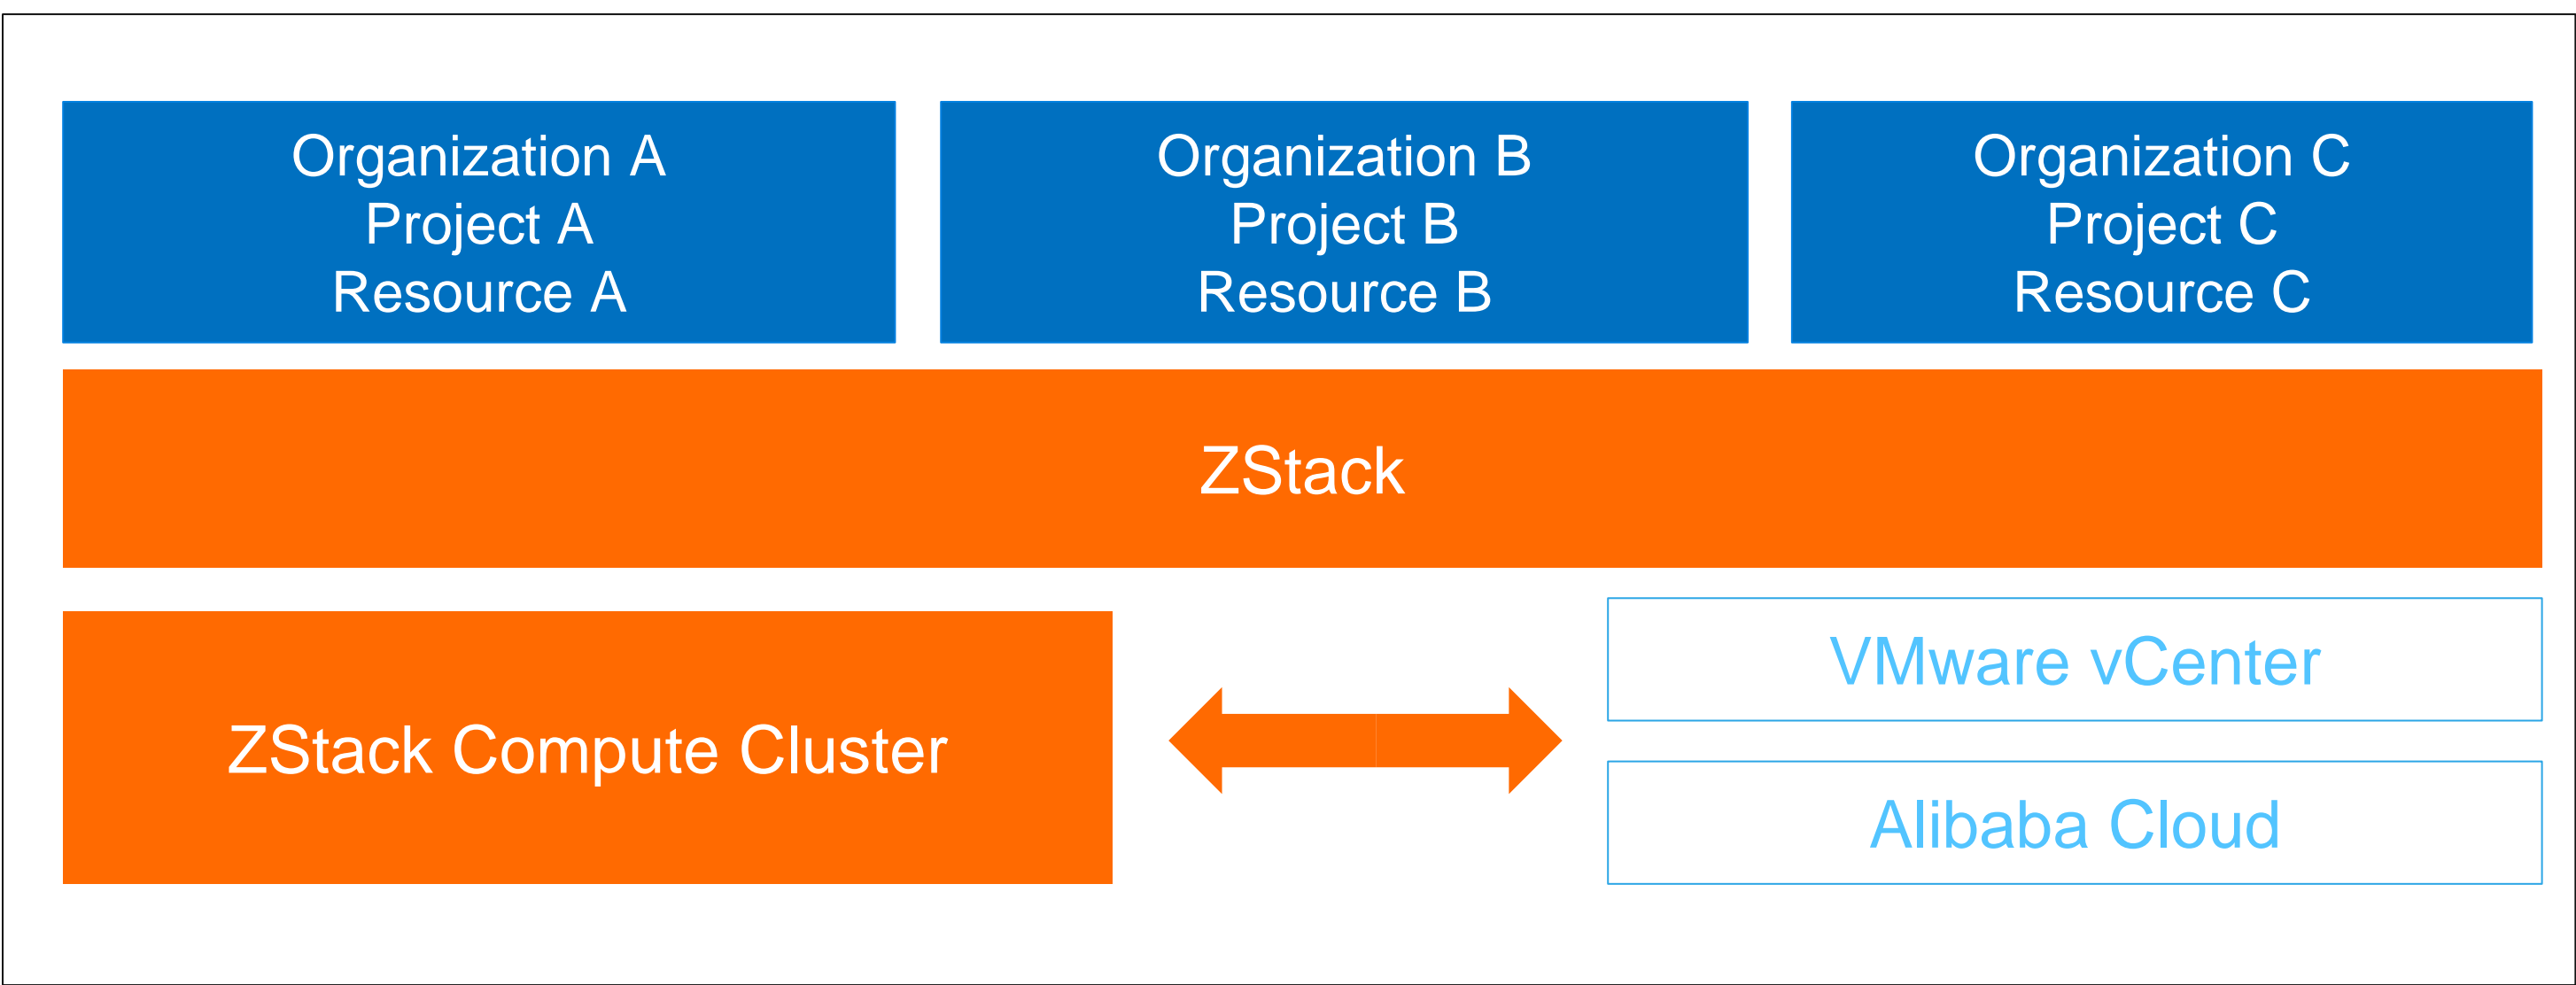 Organization A
Project A
Resource A
Organization B
Project B
Resource B
Organization C
Project C
Resource C
ZStack
ZStack Compute Cluster
VMware vCenter
Alibaba Cloud